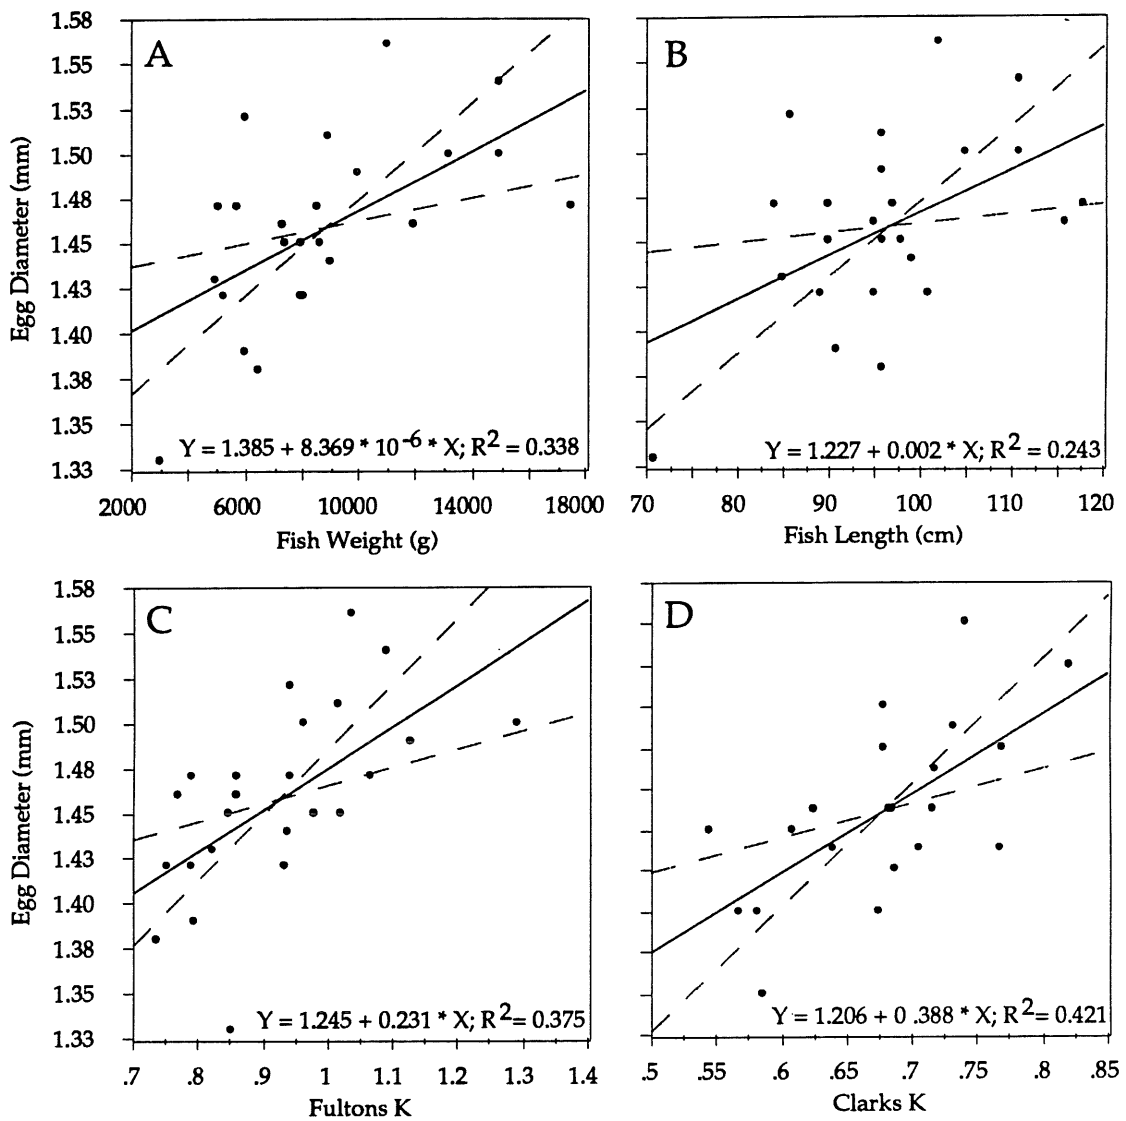 A
B
1.58
1.55
1.53
1.50
1.48
1.45
1.43
1.40
1.38
1.35
1.33
Egg Diameter (mm)
Y = 1.385 + 8.369 * 10⁻⁶ * X; R² = 0.338
Y = 1.227 + 0.002 * X; R² = 0.243
2000 6000 10000 14000 18000
70 80 90 100 110 120
Fish Weight (g)
Fish Length (cm)
C
D
1.58
1.55
1.53
1.50
1.48
1.45
1.43
1.40
1.38
1.35
1.33
Egg Diameter (mm)
Y = 1.245 + 0.231 * X; R²= 0.375
Y = 1.206 + 0 .388 * X; R²= 0.421
.7 .8 .9 1 1.1 1.2 1.3 1.4
.5 .55 .6 .65 .7 .75 .8 .85
Fultons K
Clarks K